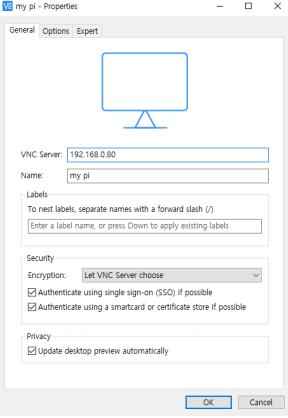 my pi - Properties
General Options Expert
VNC Server: 192.168.0.80
Name: my pi
Labels
To nest labels, separate names with a forward slash (/)
Enter a label name, or press Down to apply existing labels
Security
Encryption: Let VNC Server choose
Authenticate using single sign-on (SSO) if possible
Authenticate using a smartcard or certificate store if possible
Privacy
Update desktop preview automatically
OK Cancel